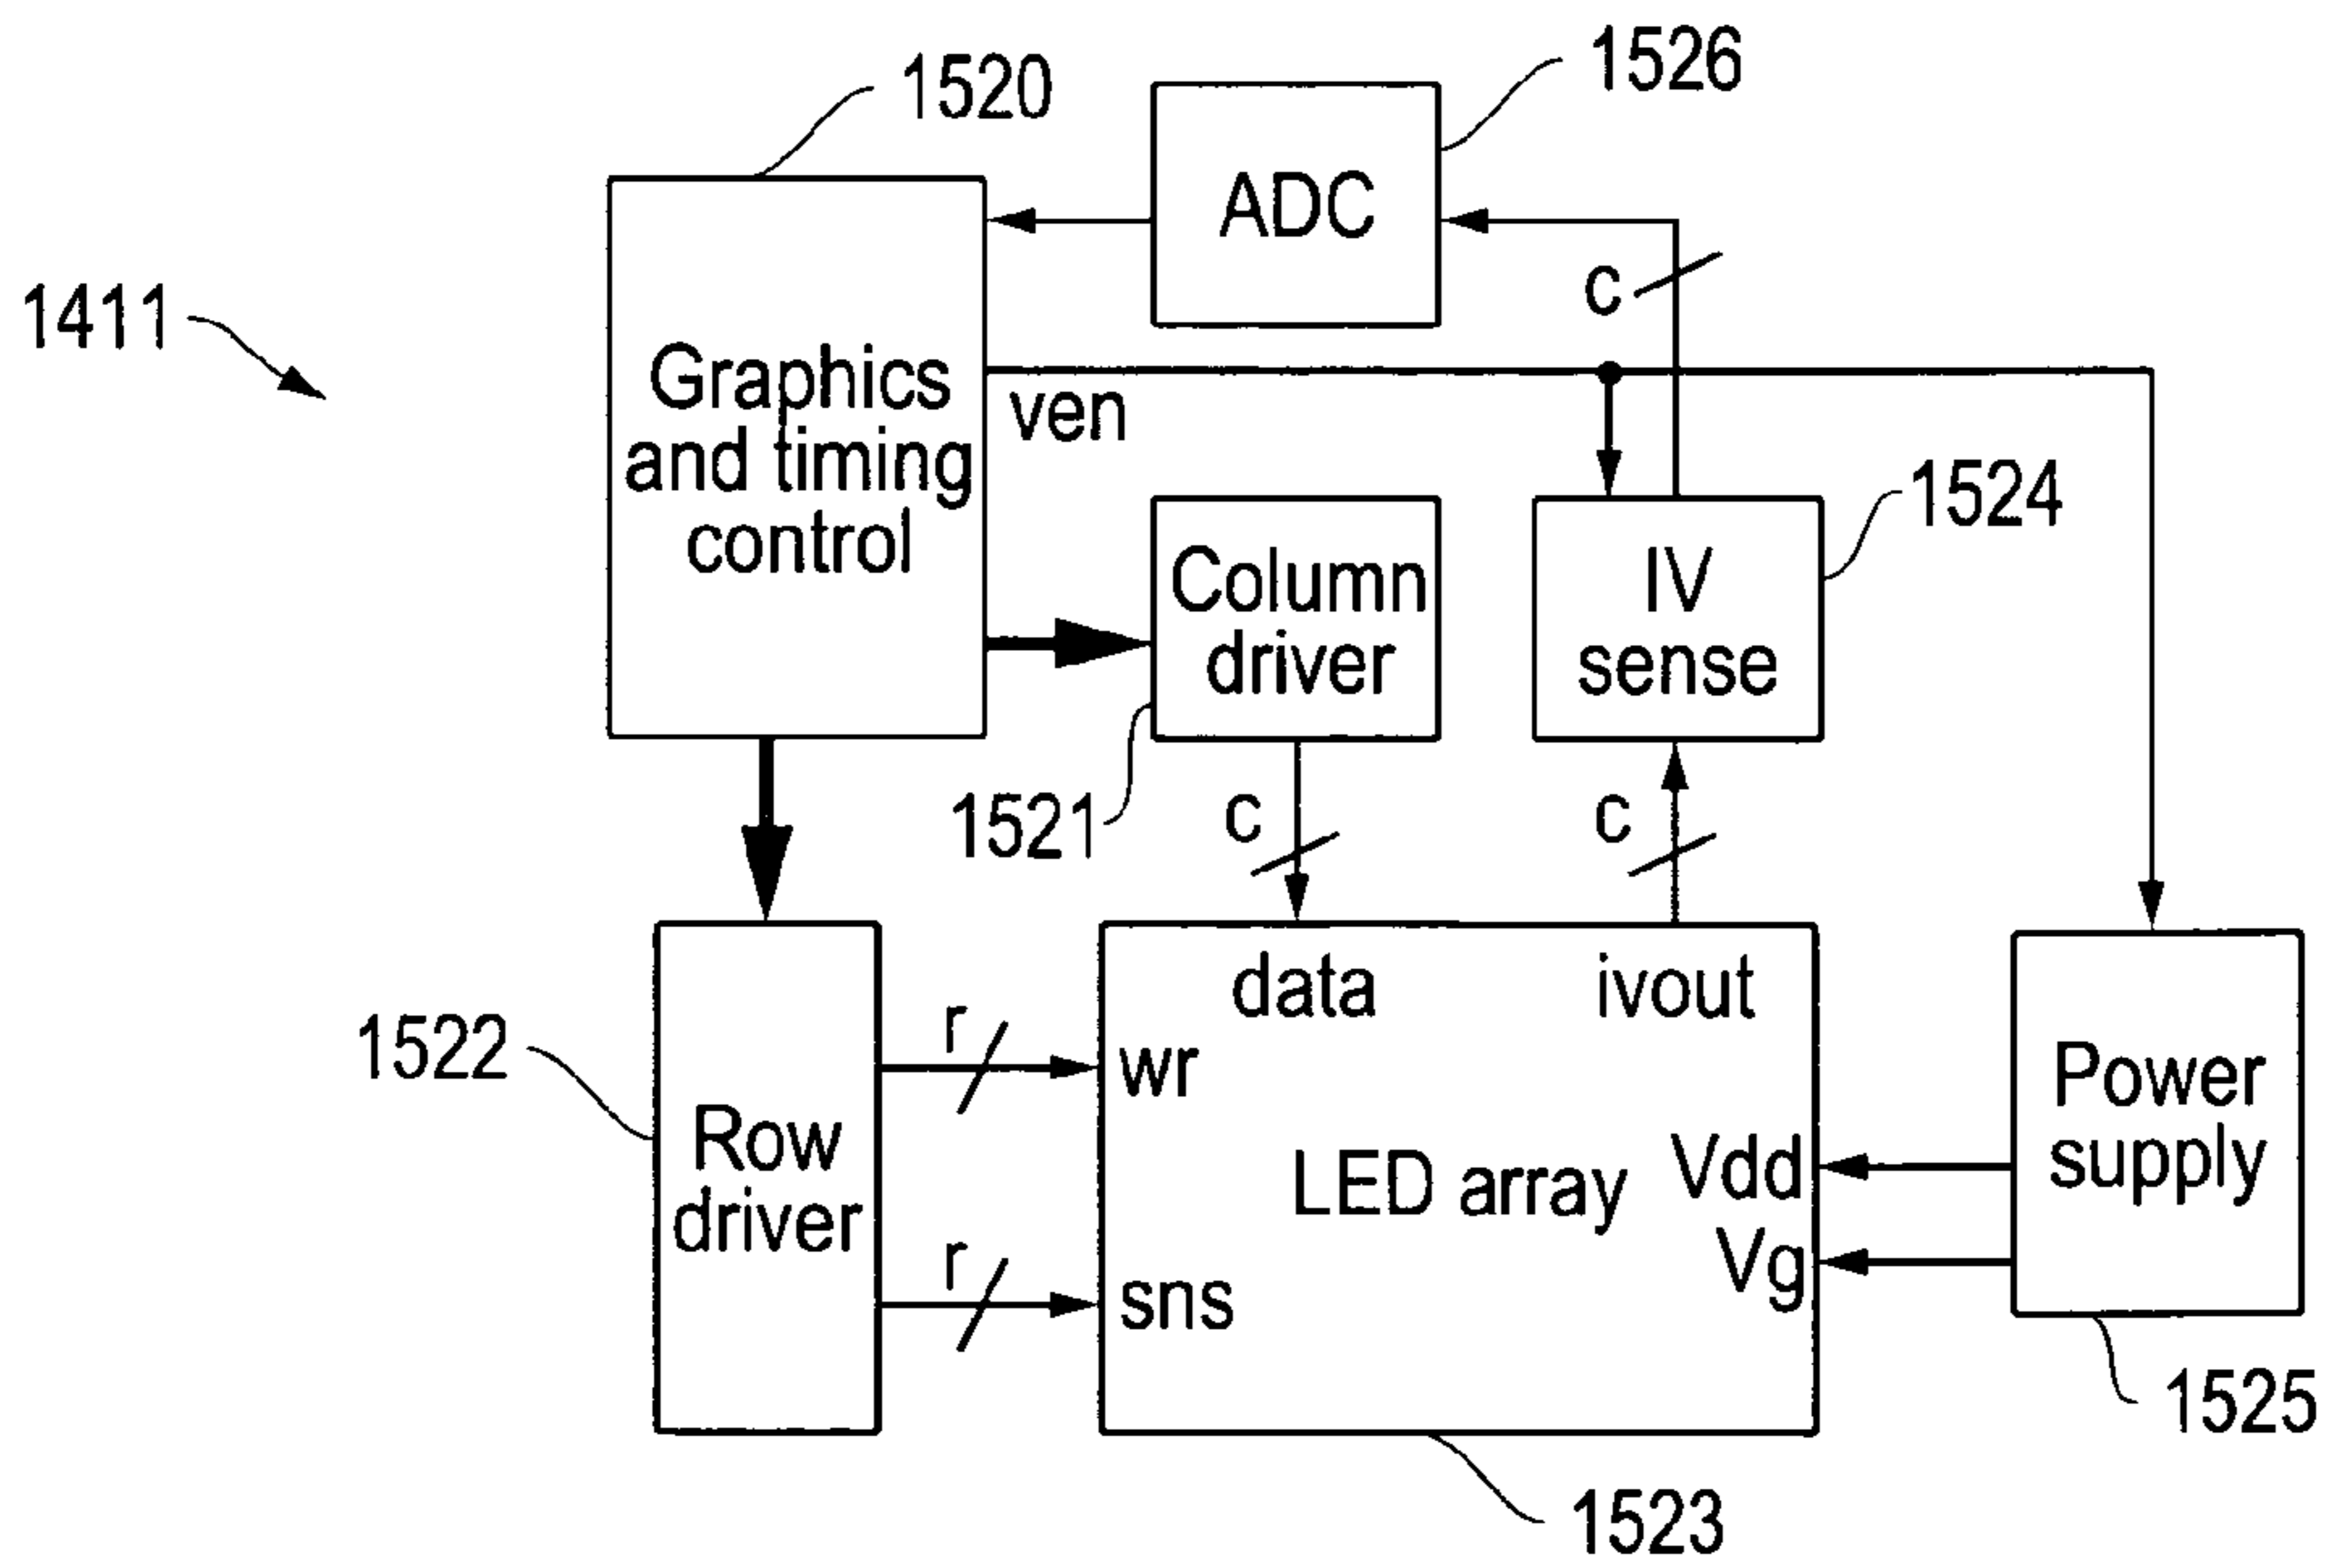 1520
1526
ADC
1411
c
Graphics
and timing
control
ven
1524
Column
driver
IV
sense
1521
c
c
data
ivout
1522
r
wr
Row
driver
LED array
Vdd
Vg
Power
supply
r
sns
1525
1523